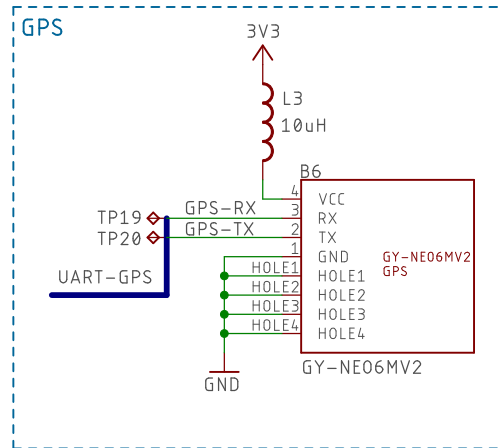 GPS
3V3
L3
10uH
B6
4 VCC
TP19 GPS-RX 3 RX
TP20 GPS-TX 2 TX
1 GND
GY-NEO6MV2
GPS
UART-GPS
HOLE1 HOLE1
HOLE2 HOLE2
HOLE3 HOLE3
HOLE4 HOLE4
GND
GY-NEO6MV2